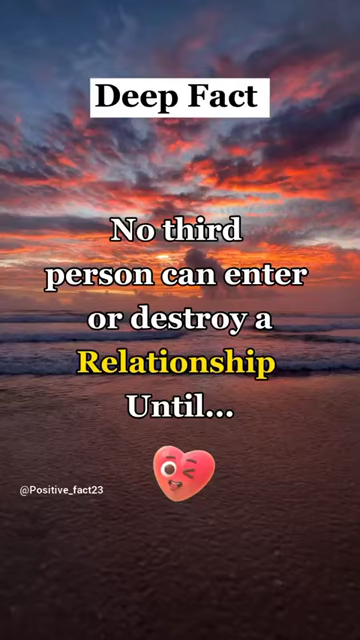 Deep Fact
No third
person can enter
or destroy a
Relationship
Until...
@Positive_fact23